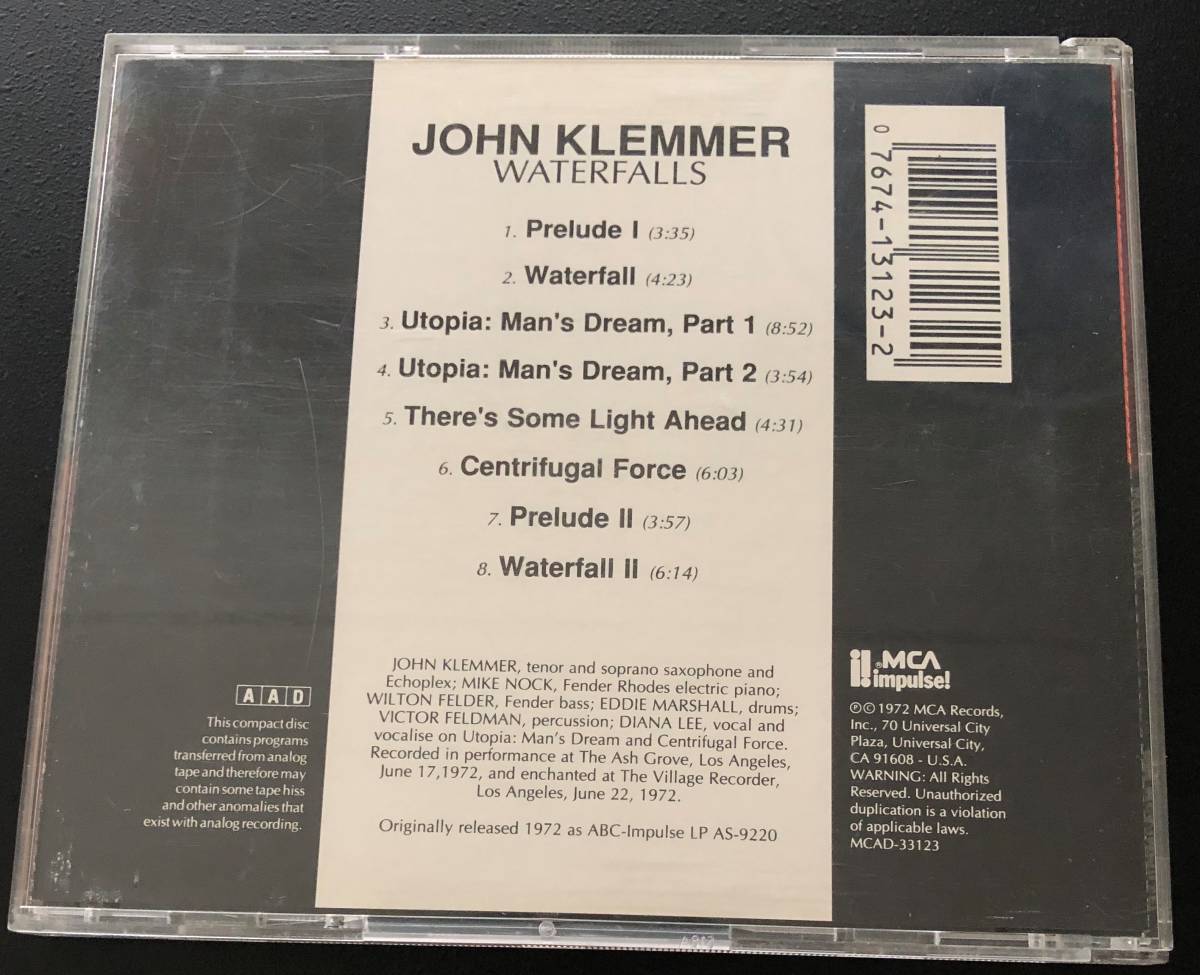 JOHN KLEMMER
WATERFALLS
1. Prelude I (3:35)
2. Waterfall (4:23)
3. Utopia: Man's Dream, Part 1 (8:52)
4. Utopia: Man's Dream, Part 2 (3:54)
5. There's Some Light Ahead (4:31)
6. Centrifugal Force (6:03)
7. Prelude II (3:57)
8. Waterfall II (6:14)
JOHN KLEMMER, tenor and soprano saxophone and
Echoplex; MIKE NOCK, Fender Rhodes electric piano;
WILTON FELDER, Fender bass; EDDIE MARSHALL, drums;
VICTOR FELDMAN, percussion; DIANA LEE, vocal and
vocalise on Utopia: Man's Dream and Centrifugal Force.
Recorded in performance at The Ash Grove, Los Angeles,
June 17,1972, and enchanted at The Village Recorder,
Los Angeles, June 22, 1972.
Originally released 1972 as ABC-Impulse LP AS-9220
AAD
This compact disc
contains programs
transferred from analog
tape and therefore may
contain some tape hiss
and other anomalies that
exist with analog recording.
0 7674-13123-2
i! ® MCA
impulse!
℗© 1972 MCA Records,
Inc., 70 Universal City
Plaza, Universal City,
CA 91608 - U.S.A.
WARNING: All Rights
Reserved. Unauthorized
duplication is a violation
of applicable laws.
MCAD-33123